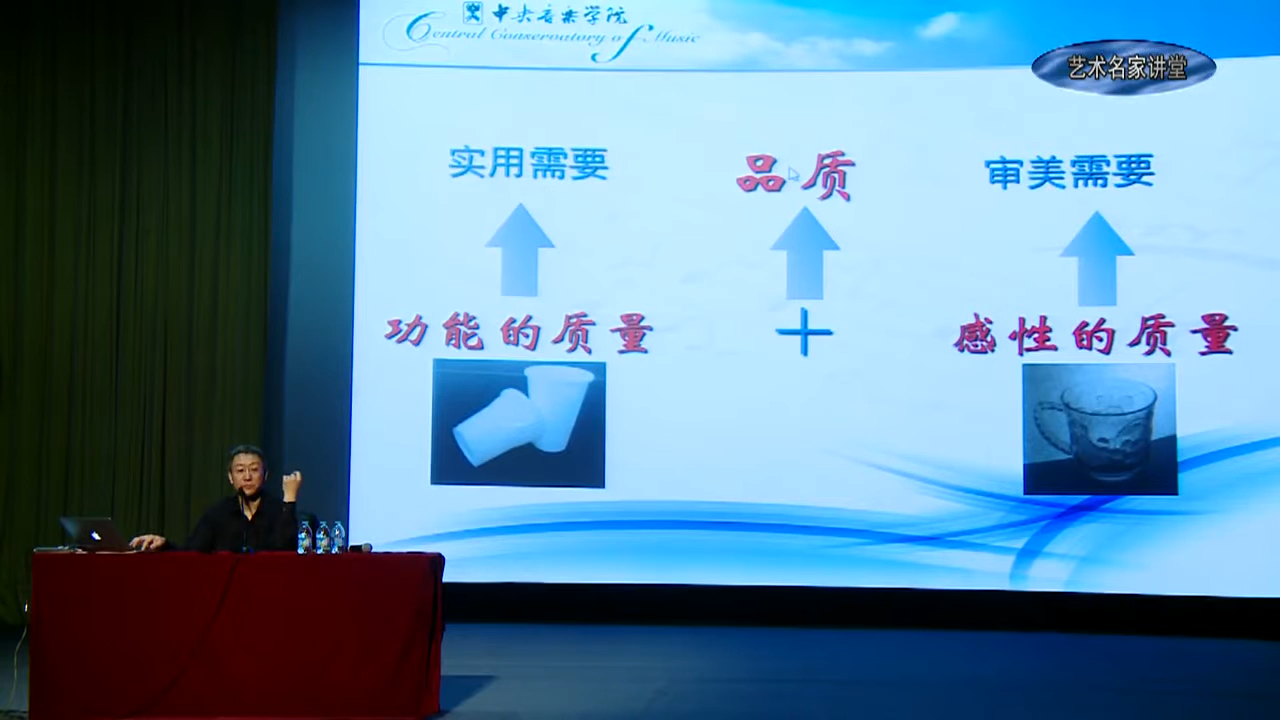 中央音乐学院
Central Conservatory of Music
艺术名家讲堂
实用需要
品质
审美需要
功能的质量
+
感性的质量